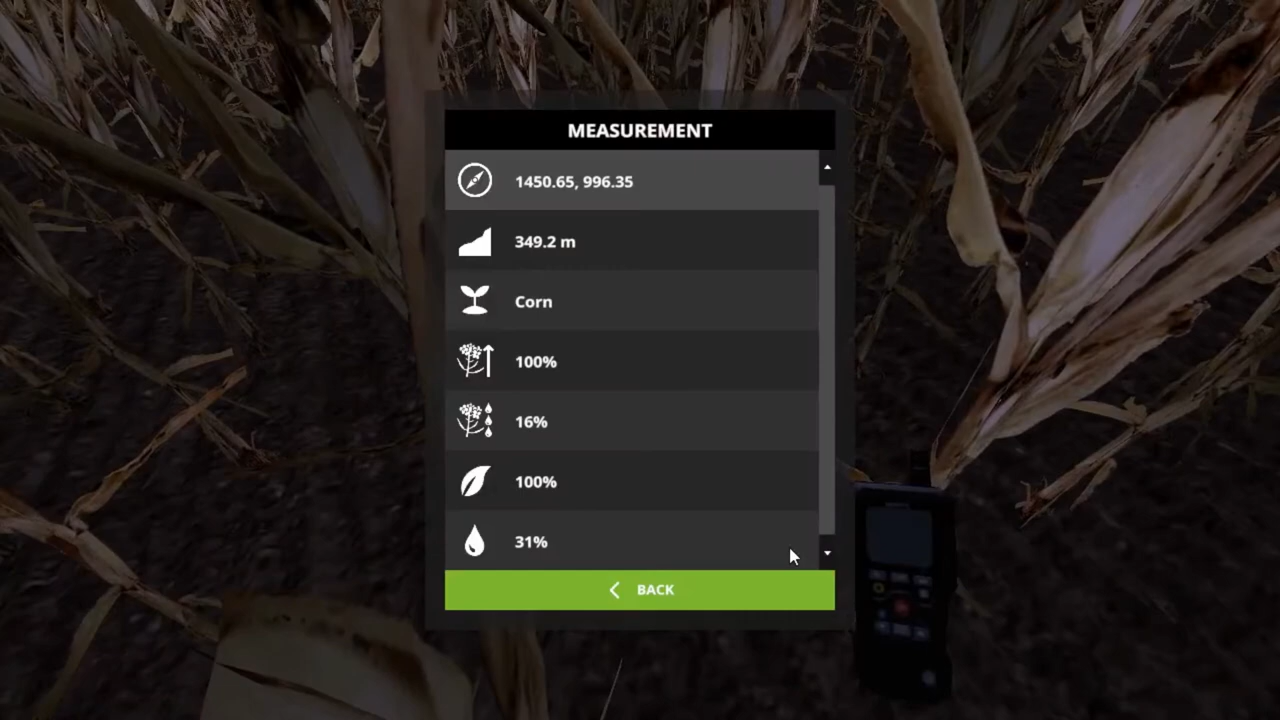 MEASUREMENT
1450.65, 996.35
349.2 m
Corn
100%
16%
100%
31%
BACK